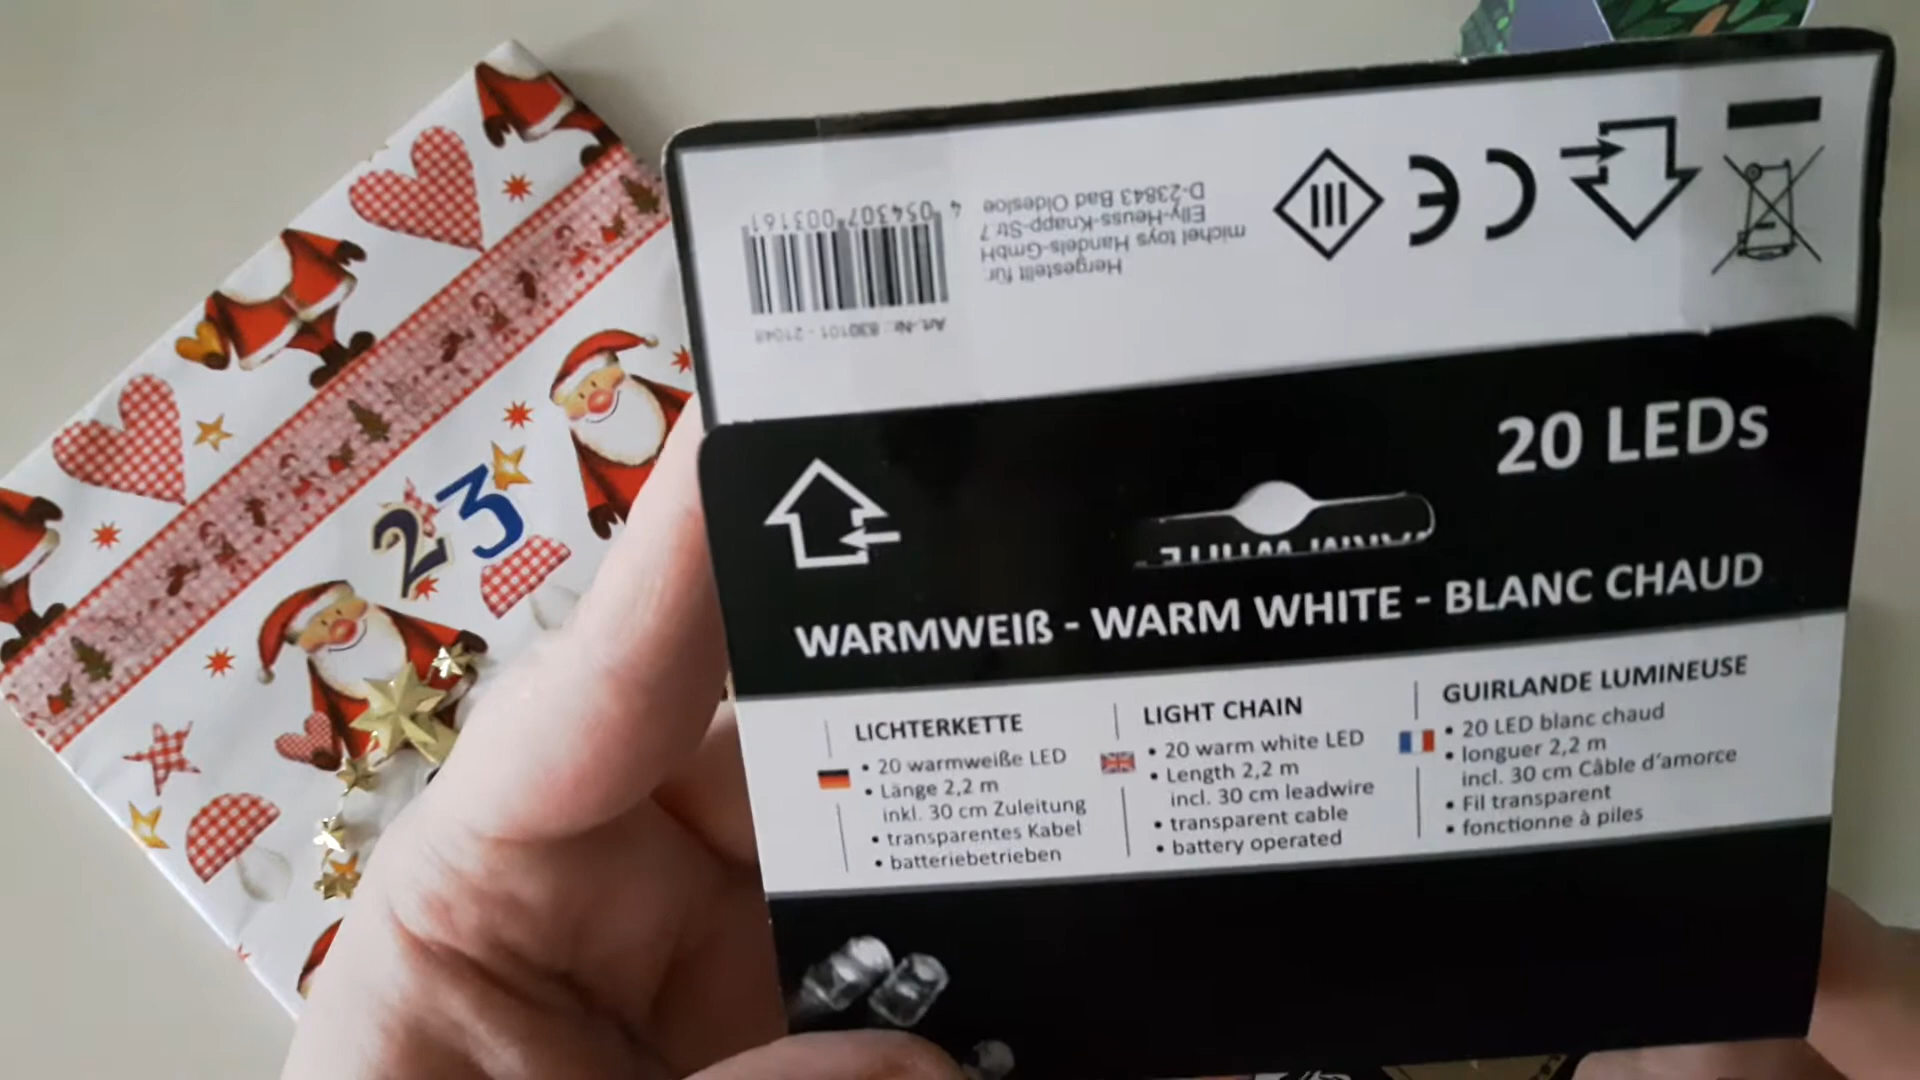 4 054307 003161
Art.-Nr.: 830101 - 21048
Hergestellt für:
michel toys Handels-GmbH
Elly-Heuss-Knapp-Str. 7
D-23843 Bad Oldesloe
III
CE
20 LEDs
WARM WHITE
WARMWEIß - WARM WHITE - BLANC CHAUD
LICHTERKETTE
• 20 warmweiße LED
• Länge 2,2 m
inkl. 30 cm Zuleitung
• transparentes Kabel
• batteriebetrieben
LIGHT CHAIN
• 20 warm white LED
• Length 2,2 m
incl. 30 cm leadwire
• transparent cable
• battery operated
GUIRLANDE LUMINEUSE
• 20 LED blanc chaud
• longuer 2,2 m
incl. 30 cm Câble d'amorce
• Fil transparent
• fonctionne à piles
23